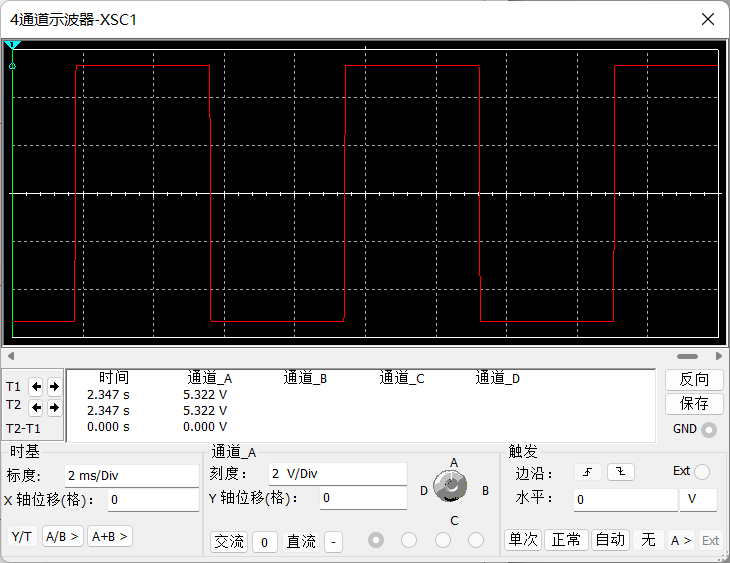 4通道示波器-XSC1
1
时间 通道_A 通道_B 通道_C 通道_D
T1 2.347 s 5.322 V
T2 2.347 s 5.322 V
T2-T1 0.000 s 0.000 V
反向
保存
GND
时基
标度: 2 ms/Div
X 轴位移(格): 0
Y/T A/B > A+B >
通道_A
刻度: 2 V/Div
Y 轴位移(格): 0
交流 0 直流 -
A
D B
C
触发
边沿: Ext
水平: 0 V
单次 正常 自动 无 A > Ext